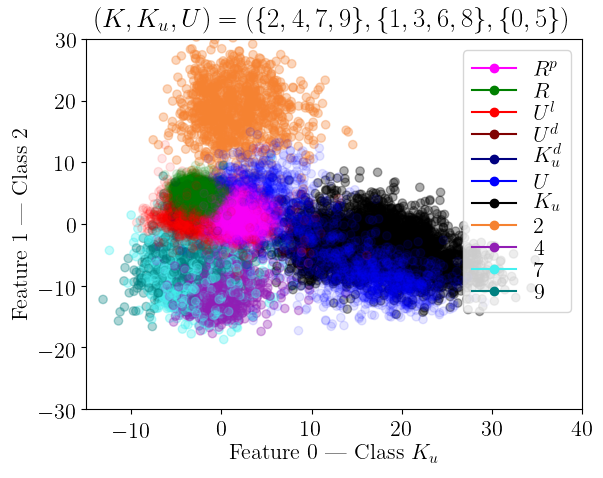 (K, K_u, U) = ({2, 4, 7, 9}, {1, 3, 6, 8}, {0, 5})
30
20
10
0
−10
−20
−30
Feature 1 — Class 2
−10
0
10
20
30
40
Feature 0 — Class K_u
R^p
R
U^l
U^d
K_u^d
U
K_u
2
4
7
9